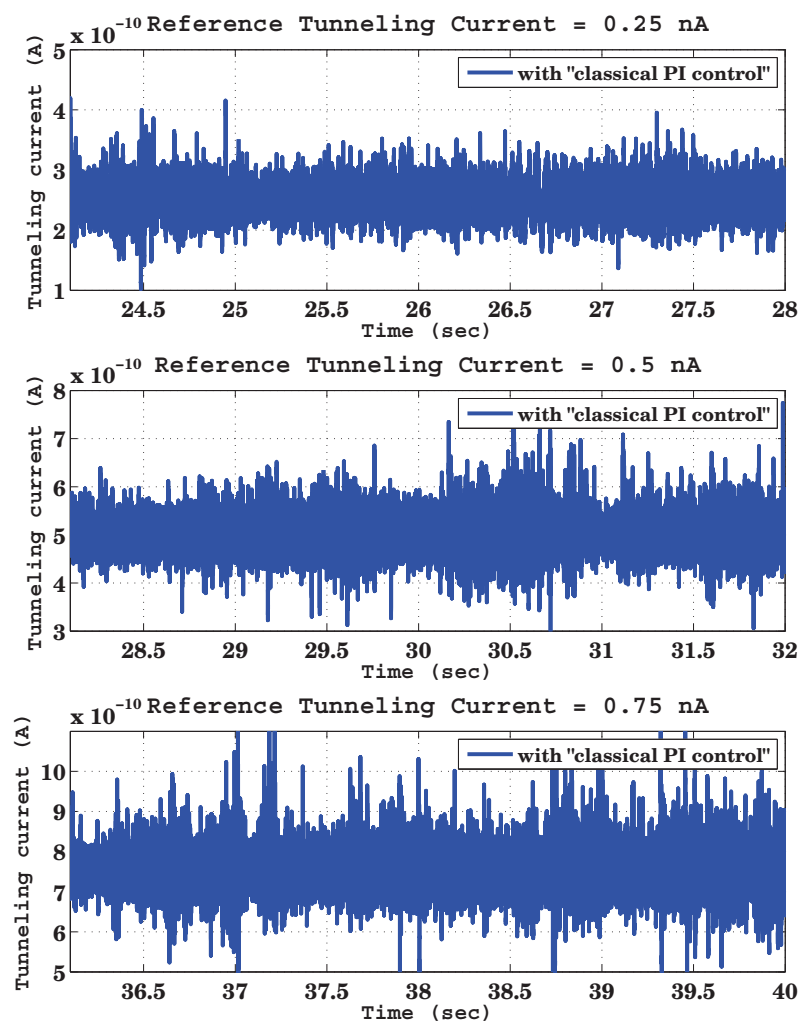 x 10⁻¹⁰ Reference Tunneling Current = 0.25 nA
Tunneling current (A)
with "classical PI control"
5
4
3
2
1
24.5 25 25.5 26 26.5 27 27.5 28
Time (sec)
x 10⁻¹⁰ Reference Tunneling Current = 0.5 nA
Tunneling current (A)
with "classical PI control"
8
7
6
5
4
3
28.5 29 29.5 30 30.5 31 31.5 32
Time (sec)
x 10⁻¹⁰ Reference Tunneling Current = 0.75 nA
Tunneling current (A)
with "classical PI control"
10
9
8
7
6
5
36.5 37 37.5 38 38.5 39 39.5 40
Time (sec)